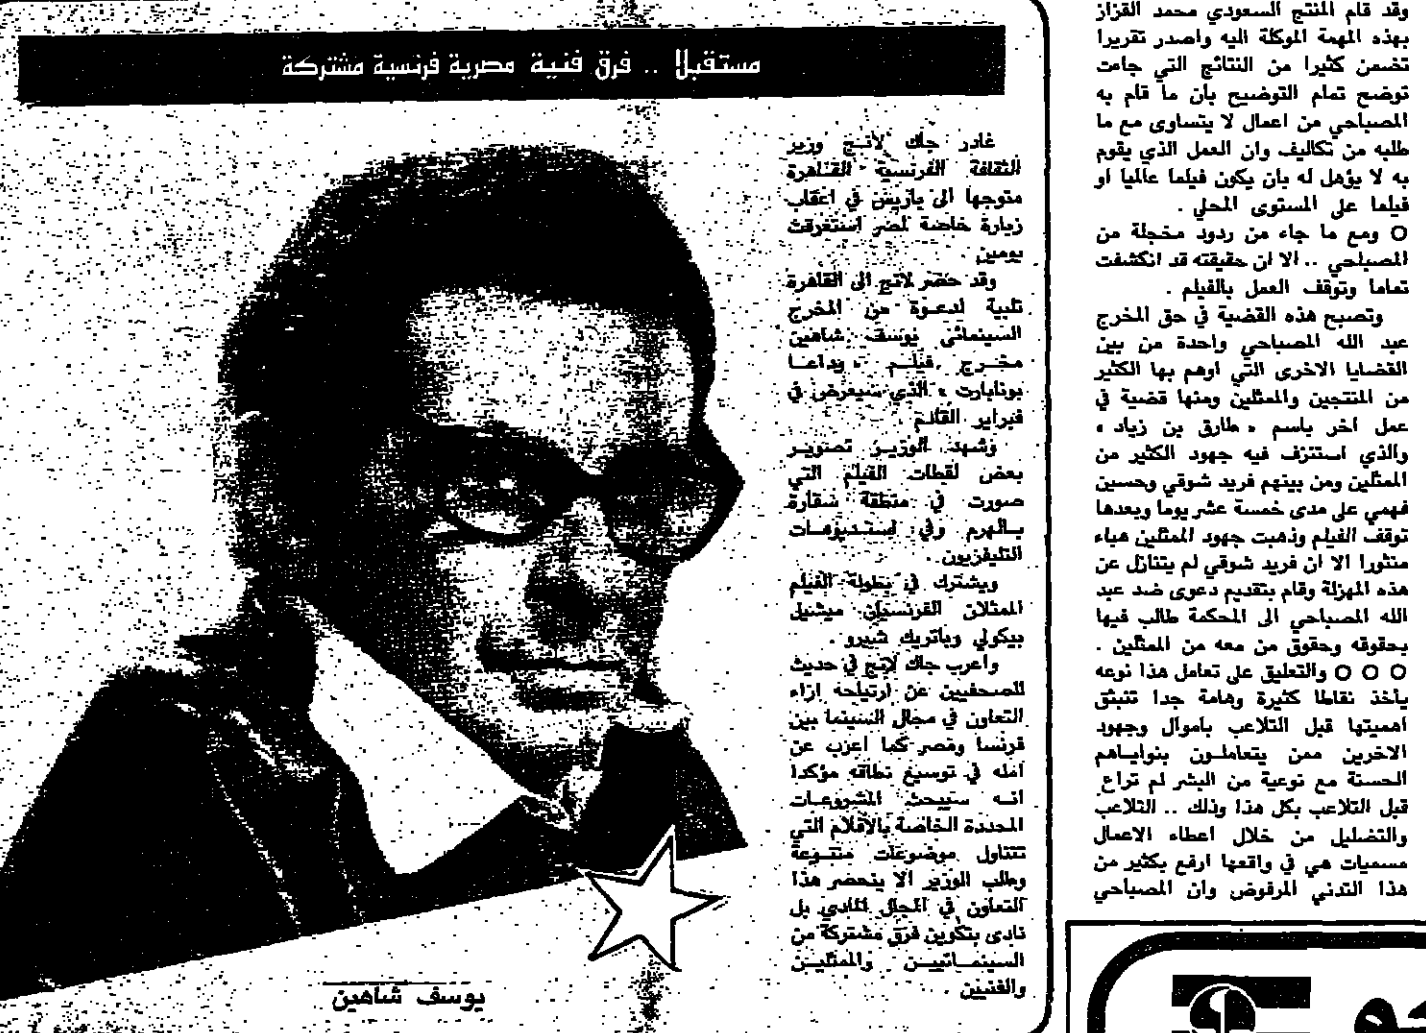 وقد قام المنتج السعودي محمد القزاز
بهذه المهمة الموكلة اليه واصدر تقريرا
تضمن كثيرا من النتائج التي جاءت
توضح تمام التوضيح بان ما قام به
المصباحي من اعمال لا يتساوى مع ما
طلبه من تكاليف وان العمل الذي يقوم
به لا يؤهل له بان يكون فيلما عالميا او
فيلما على المستوى المحلي .
O ومع ما جاء من ردود مخجلة من
المصباحي .. الا ان حقيقته قد انكشفت
تماما وتوقف العمل بالفيلم .
وتصبح هذه القضية في حق المخرج
عبد الله المصباحي واحدة من بين
القضايا الاخرى التي اوهم بها الكثير
من المنتجين والممثلين ومنها قضية في
عمل اخر باسم « طارق بن زياد »
والذي استنزف فيه جهود الكثير من
الممثلين ومن بينهم فريد شوقي وحسين
فهمي على مدى خمسة عشر يوما وبعدها
توقف الفيلم وذهبت جهود الممثلين هباء
منثورا الا ان فريد شوقي لم يتنازل عن
هذه المهزلة وقام بتقديم دعوى ضد عبد
الله المصباحي الى المحكمة طالب فيها
بحقوقه وحقوق من معه من الممثلين .
O O O والتعليق على تعامل هذا نوعه
يأخذ نقاطا كثيرة وهامة جدا تنبثق
اهميتها قبل التلاعب باموال وجهود
الاخرين ممن يتعاملون بنواياهم
الحسنة مع نوعية من البشر لم تراع
قبل التلاعب بكل هذا وذلك .. التلاعب
والتضليل من خلال اعطاء الاعمال
مسميات هي في واقعها ارفع بكثير من
هذا التدني المرفوض وان المصباحي
مستقبلا .. فرق فنية مصرية فرنسية مشتركة
غادر جاك لانج وزير
الثقافة الفرنسية القاهرة
متوجها الى باريس في اعقاب
زيارة خاصة لمصر استغرقت
يومين .
وقد حضر لانج الى القاهرة
تلبية لدعوة من المخرج
السينمائي يوسف شاهين
مخرج فيلم « وداعا
بونابارت » الذي سيعرض في
فبراير القادم .
وشهد الوزير تصوير
بعض لقطات الفيلم التي
صورت في منطقة سقارة
بالهرم وفي استديوهات
التليفزيون .
ويشترك في بطولة الفيلم
الممثلان الفرنسيان ميشيل
بيكولي وباتريك شيرو .
واعرب جاك لانج في حديث
للصحفيين عن ارتياحه ازاء
التعاون في مجال السينما بين
فرنسا ومصر كما اعرب عن
امله في توسيع نطاقه مؤكدا
انه سيبحث المشروعات
المحددة الخاصة بالافلام التي
تتناول موضوعات متنوعة
وطلب الوزير الا ينحصر هذا
التعاون في المجال المادي بل
نادى بتكوين فرق مشتركة من
السينمائيين والممثلين
والفنيين .
يوسف شاهين